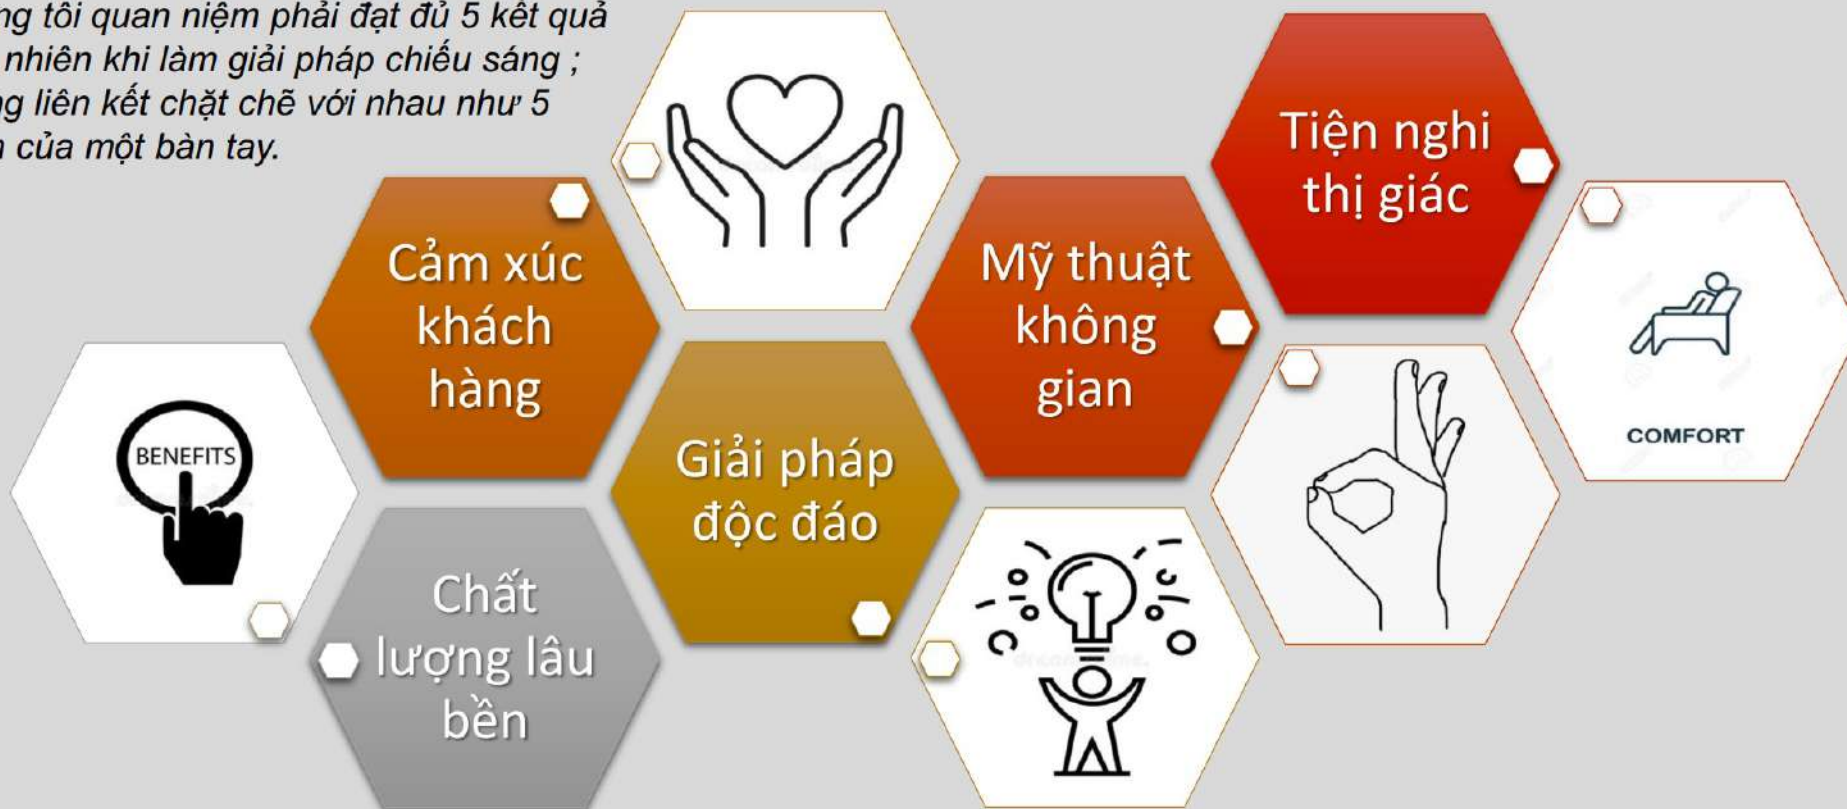 tôi quan niệm phải đạt đủ 5 kết quả
nhiên khi làm giải pháp chiếu sáng ;
liên kết chặt chẽ với nhau như 5
của một bàn tay.
Tiện nghi
thị giác
Cảm xúc
khách
hàng
Mỹ thuật
không
gian
COMFORT
BENEFITS
Giải pháp
độc đáo
Chất
lượng lâu
bền